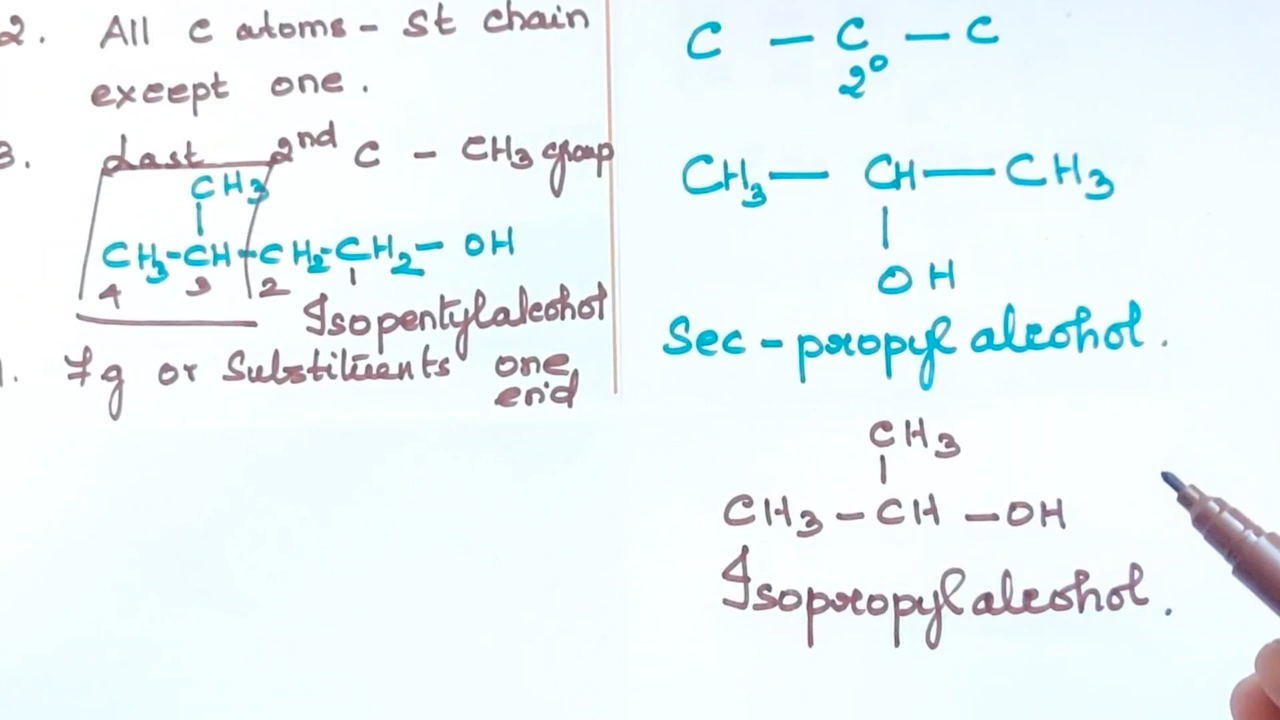 2. All C atoms - St chain
except one.
3. Last 2nd C - CH3 group
CH3
|
CH3-CH-CH2-CH2-OH
4 3 2 1
Isopentylalcohol
Fg or Substituents one
end
C - C - C
2°
CH3 - CH - CH3
|
OH
Sec-propyl alcohol.
CH3
|
CH3-CH-OH
Isopropyl alcohol.